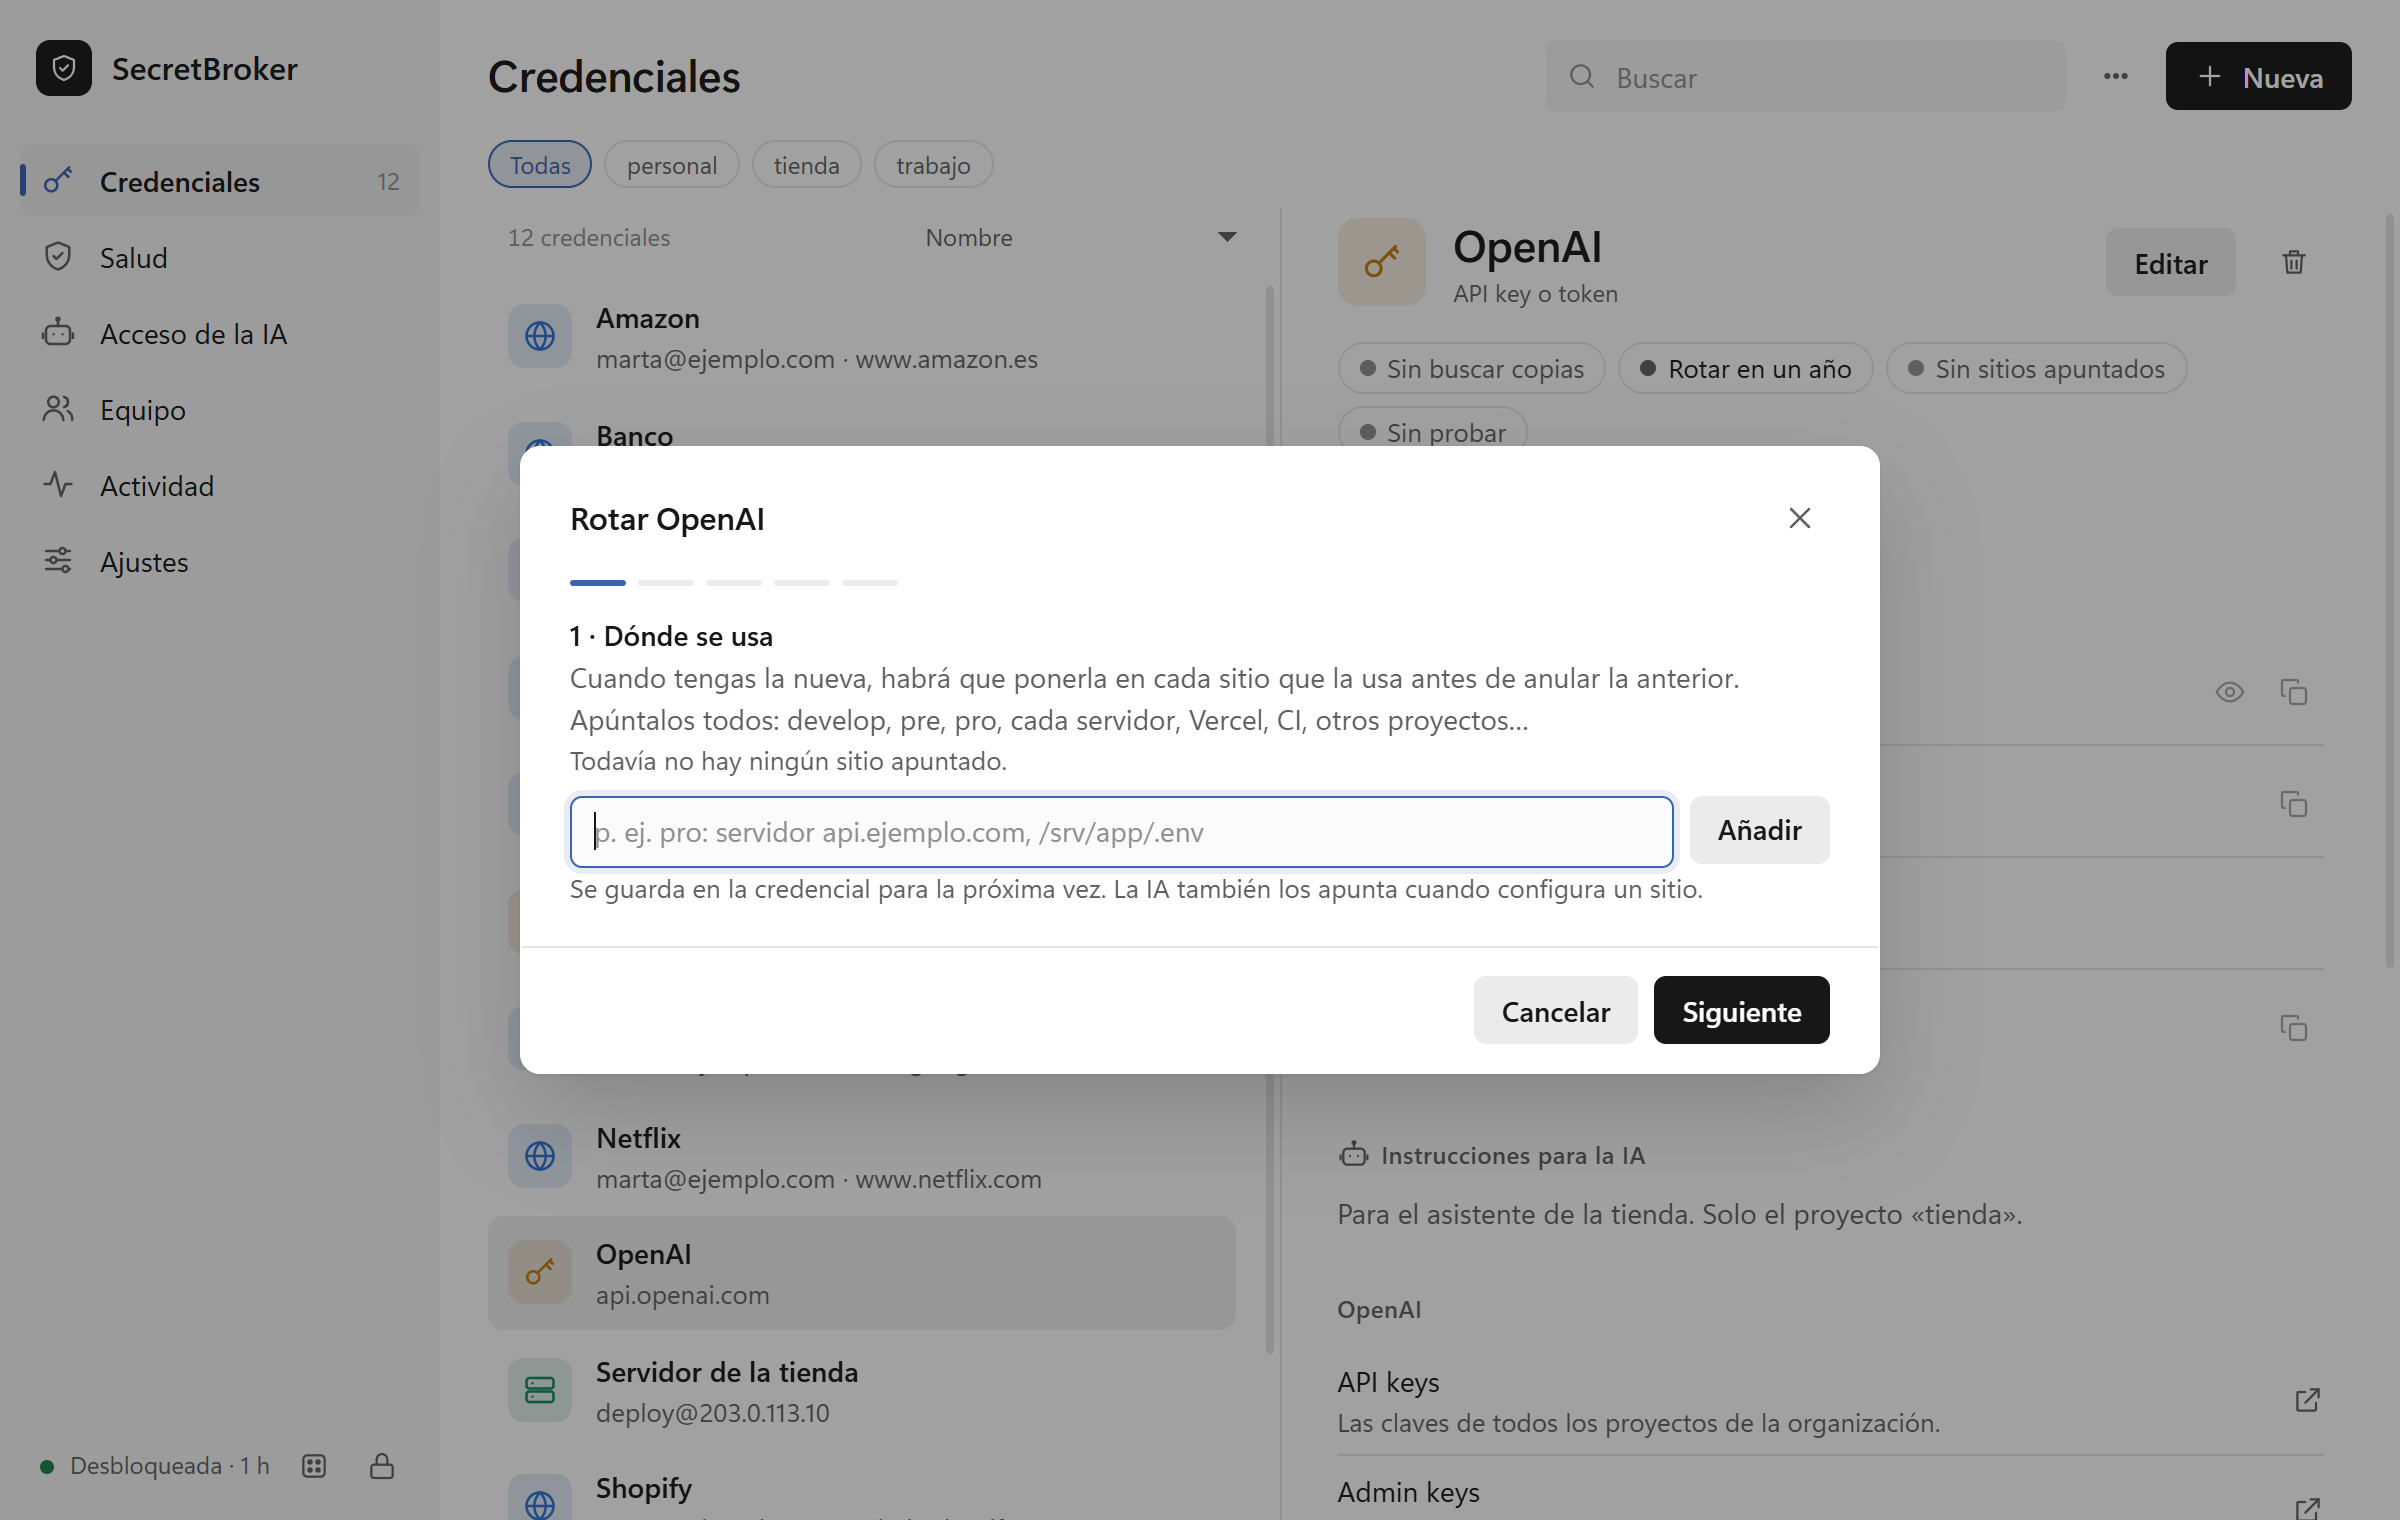 SecretBroker
Credenciales 12
Salud
Acceso de la IA
Equipo
Actividad
Ajustes
Desbloqueada · 1 h
Credenciales
Buscar
Nueva
Todas
personal
tienda
trabajo
12 credenciales
Nombre
Amazon
marta@ejemplo.com · www.amazon.es
Banco
Netflix
marta@ejemplo.com · www.netflix.com
OpenAI
api.openai.com
Servidor de la tienda
deploy@203.0.113.10
Shopify
OpenAI
API key o token
Editar
Sin buscar copias
Rotar en un año
Sin sitios apuntados
Sin probar
Instrucciones para la IA
Para el asistente de la tienda. Solo el proyecto «tienda».
OpenAI
API keys
Las claves de todos los proyectos de la organización.
Admin keys
Rotar OpenAI
1 · Dónde se usa
Cuando tengas la nueva, habrá que ponerla en cada sitio que la usa antes de anular la anterior.
Apúntalos todos: develop, pre, pro, cada servidor, Vercel, CI, otros proyectos...
Todavía no hay ningún sitio apuntado.
p. ej. pro: servidor api.ejemplo.com, /srv/app/.env
Añadir
Se guarda en la credencial para la próxima vez. La IA también los apunta cuando configura un sitio.
Cancelar
Siguiente